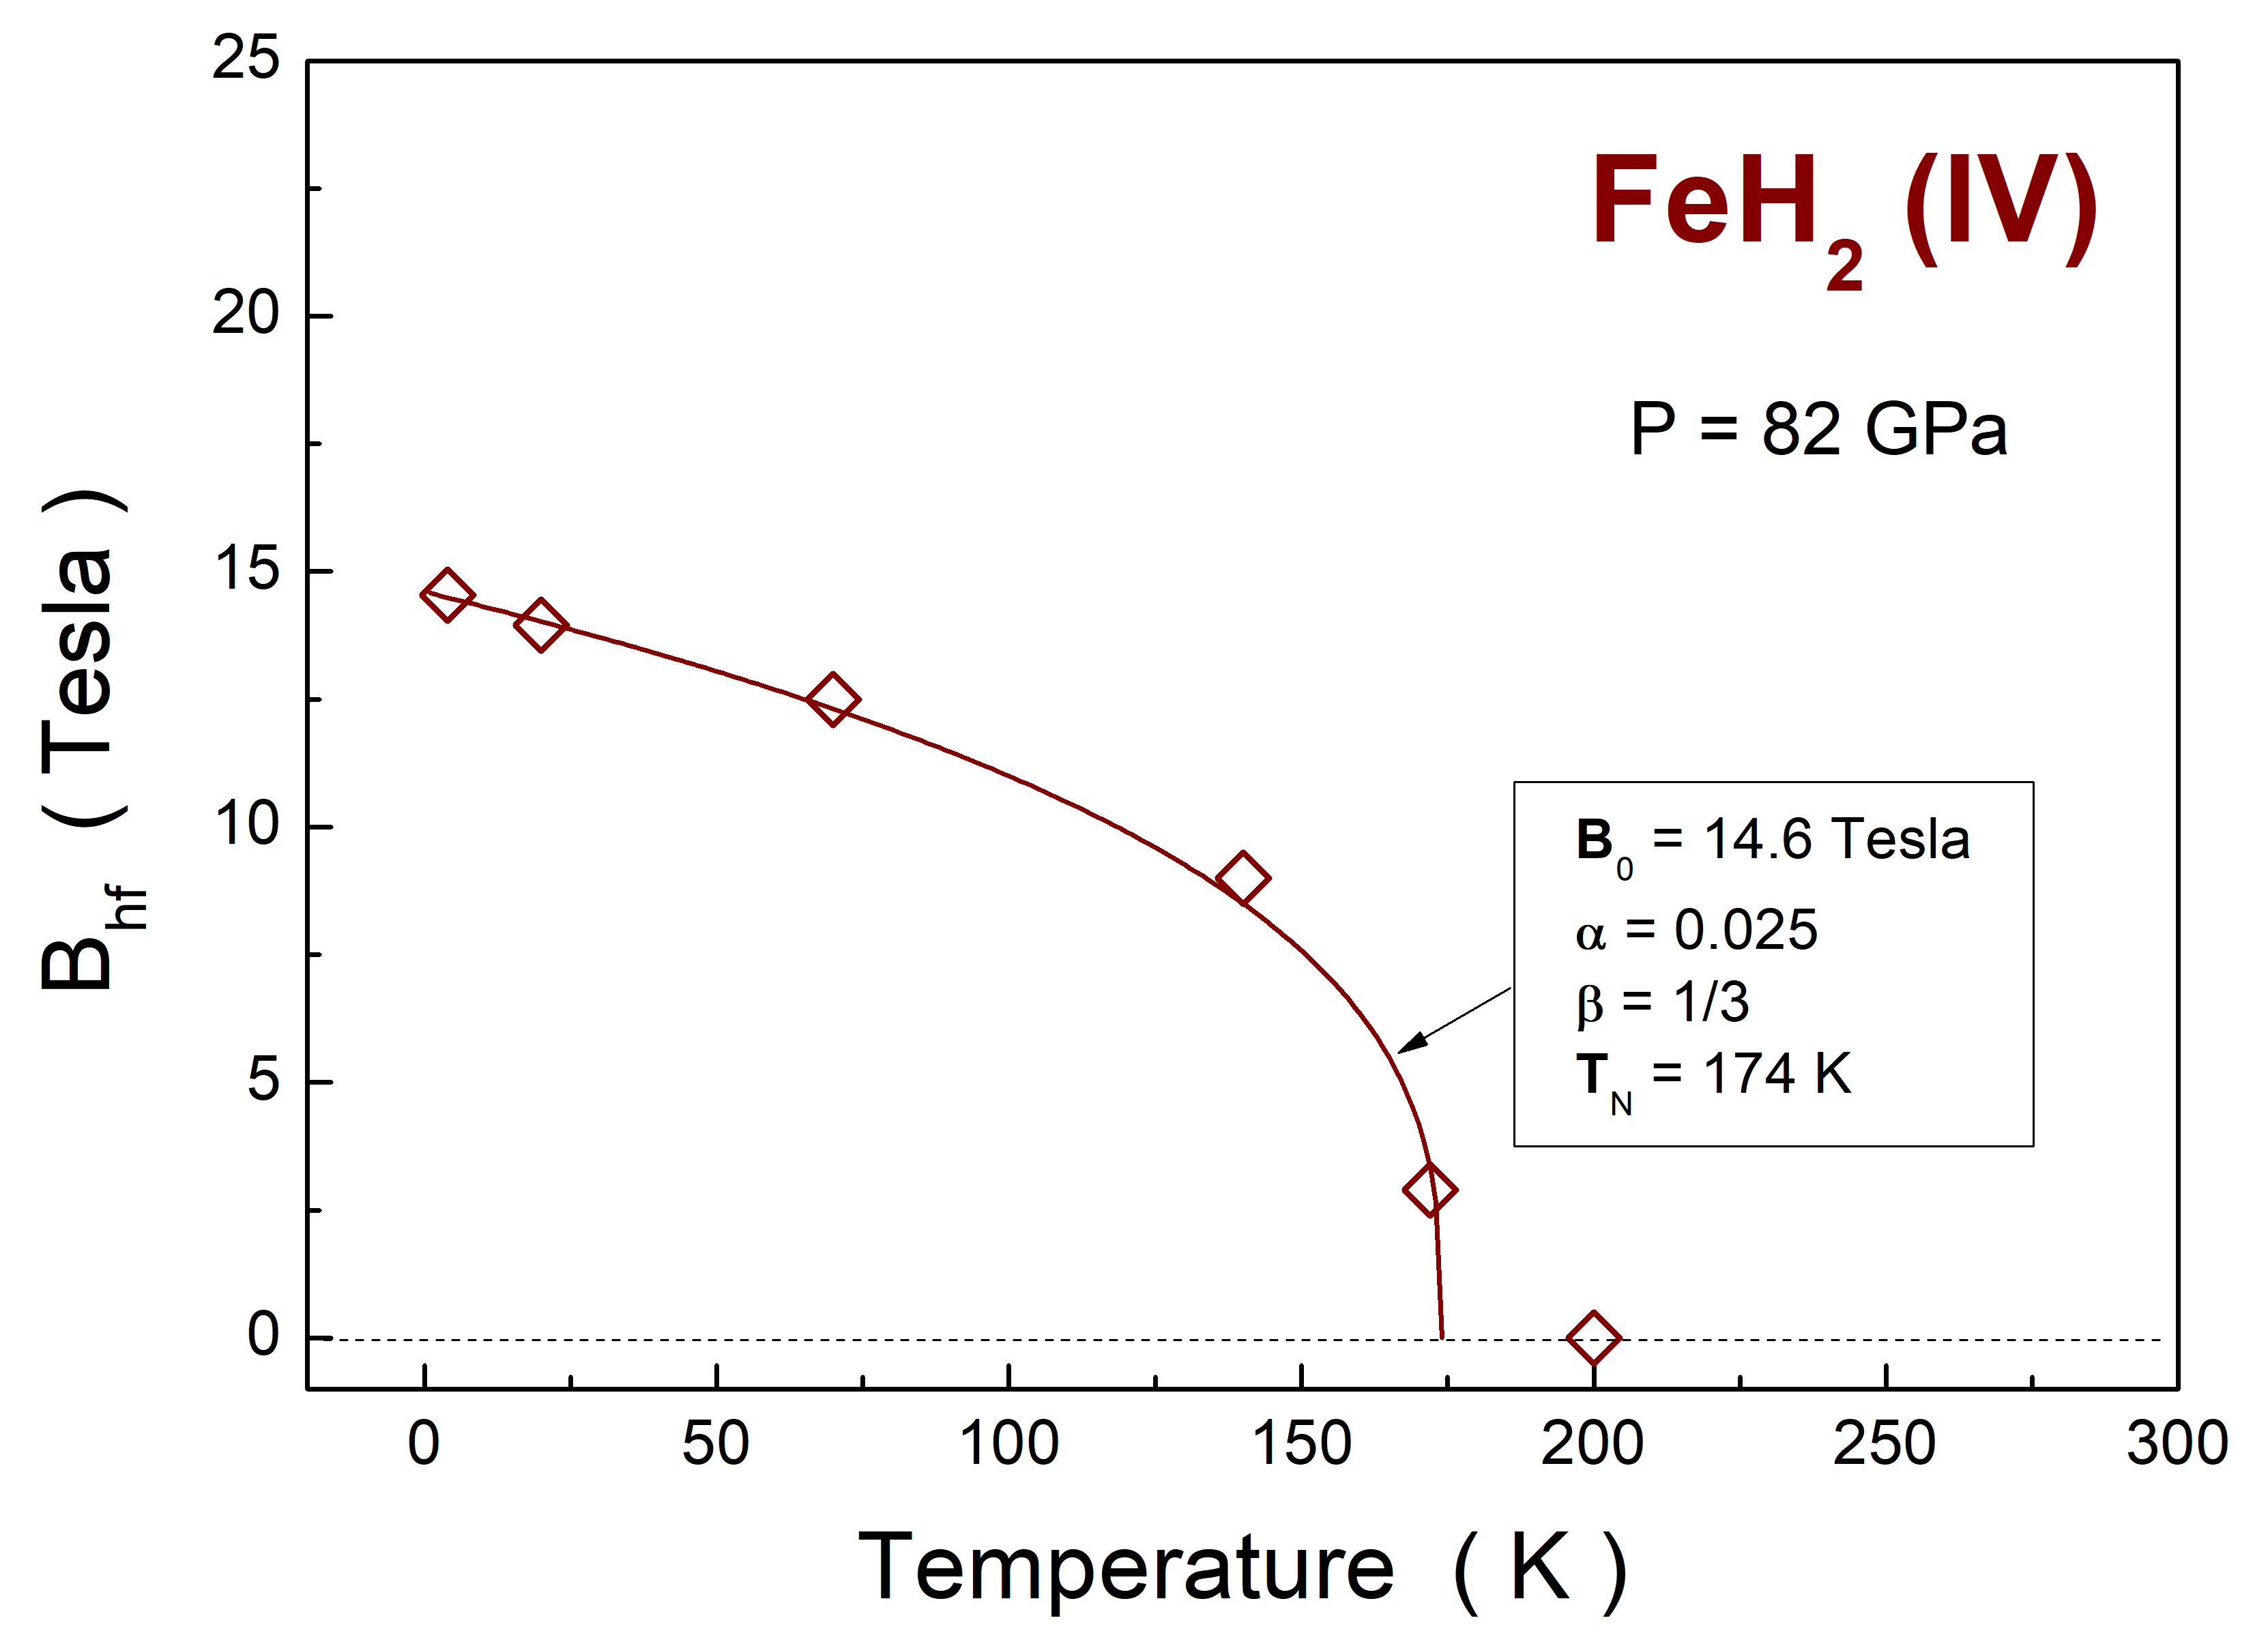 FeH2 (IV)
P = 82 GPa
B0 = 14.6 Tesla
α = 0.025
β = 1/3
TN = 174 K
Bhf ( Tesla )
25
20
15
10
5
0
0 50 100 150 200 250 300
Temperature ( K )